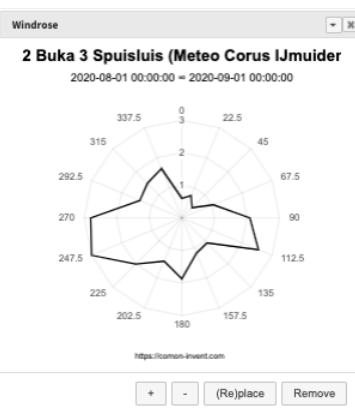 Windrose
2 Buka 3 Spuisluis (Meteo Corus IJmuider
2020-08-01 00:00:00 – 2020-09-01 00:00:00
0
337.5 22.5
3
315 45
2
292.5 67.5
1
270 90
247.5 112.5
225 135
202.5 157.5
180
https://comon-invent.com
+ - (Re)place Remove